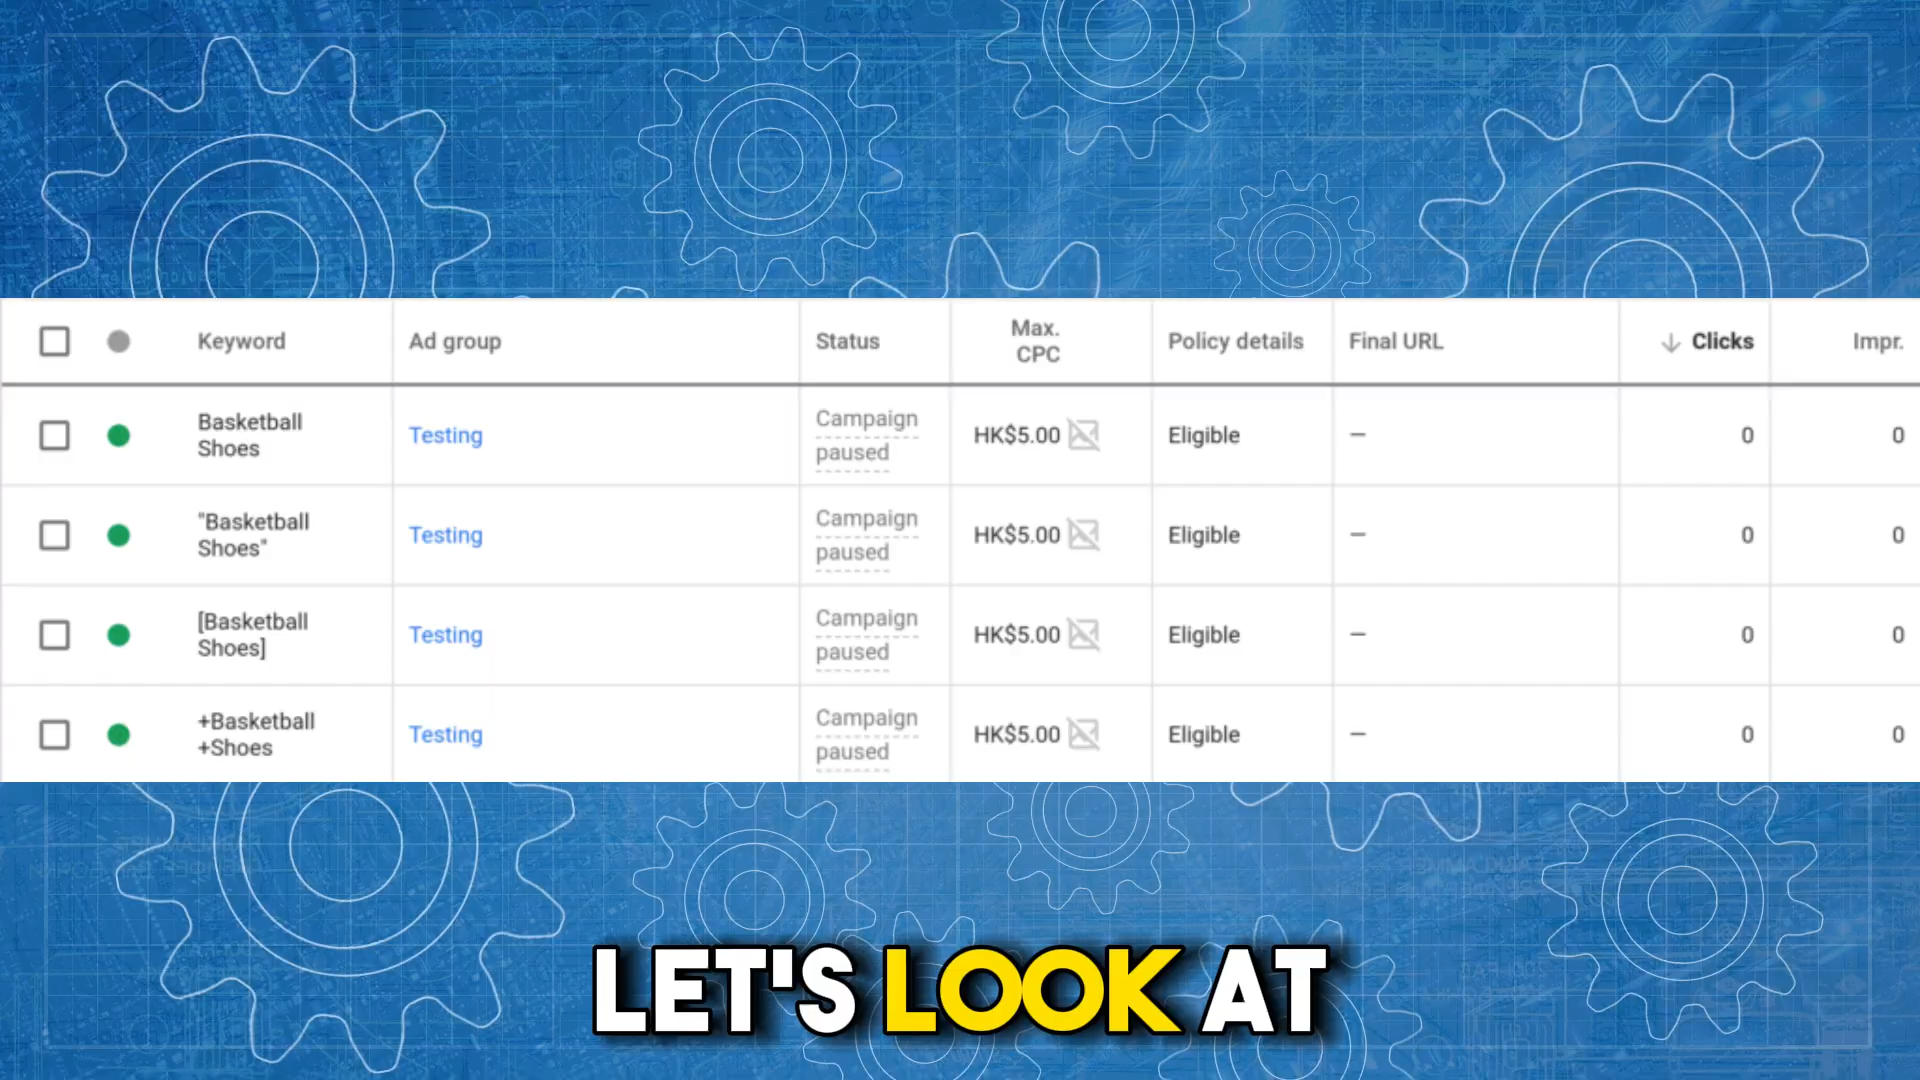 Keyword Ad group Status Max. CPC Policy details Final URL ↓ Clicks Impr.
Basketball Shoes Testing Campaign paused HK$5.00 Eligible — 0 0
"Basketball Shoes" Testing Campaign paused HK$5.00 Eligible — 0 0
[Basketball Shoes] Testing Campaign paused HK$5.00 Eligible — 0 0
+Basketball +Shoes Testing Campaign paused HK$5.00 Eligible — 0 0
LET'S LOOK AT